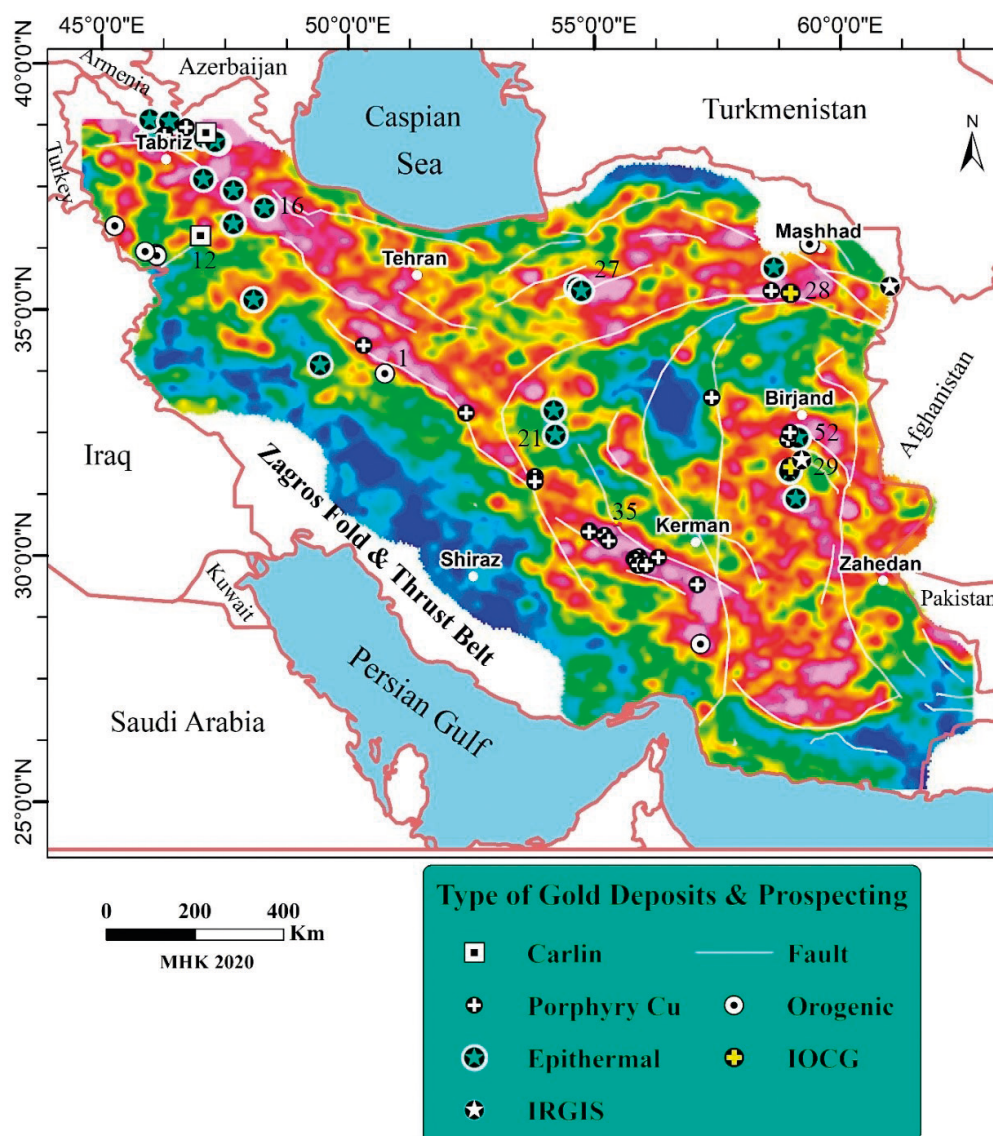 45°0'0"E
50°0'0"E
55°0'0"E
60°0'0"E
40°0'0"N
35°0'0"N
30°0'0"N
25°0'0"N
Armenia
Azerbaijan
Turkey
Caspian
Sea
Turkmenistan
N
Tabriz
16
12
Tehran
Mashhad
27
28
1
Afghanistan
Birjand
52
21
29
Iraq
Zagros Fold & Thrust Belt
35
Kerman
Shiraz
Zahedan
Kuwait
Pakistan
Persian Gulf
Saudi Arabia
0 200 400
Km
MHK 2020
Type of Gold Deposits & Prospecting
Carlin
Fault
Porphyry Cu
Orogenic
Epithermal
IOCG
IRGIS